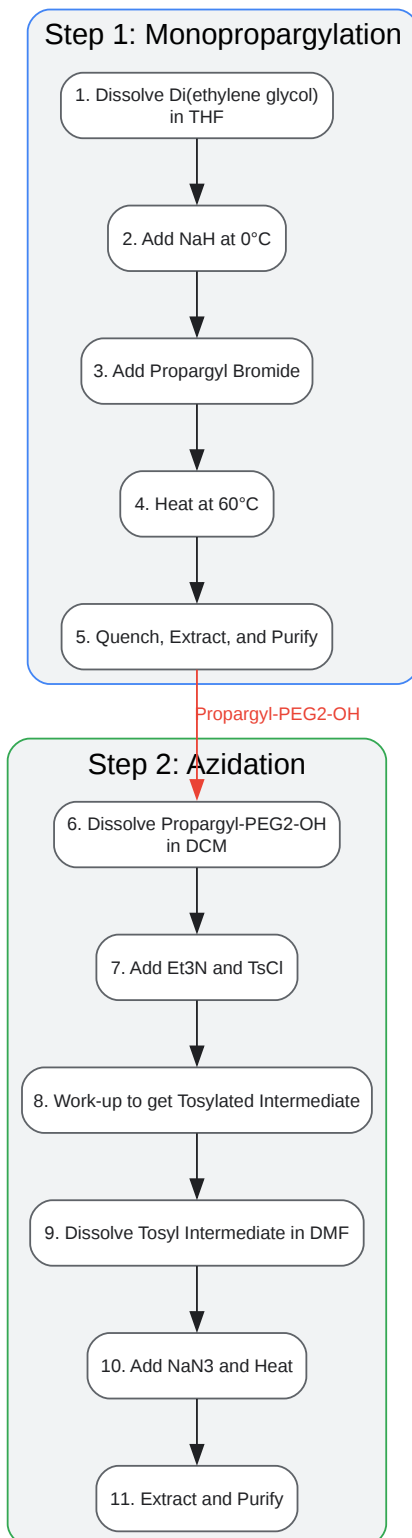 Step 1: Monopropargylation
1. Dissolve Di(ethylene glycol)
in THF
2. Add NaH at 0°C
3. Add Propargyl Bromide
4. Heat at 60°C
5. Quench, Extract, and Purify
Propargyl-PEG2-OH
Step 2: Azidation
6. Dissolve Propargyl-PEG2-OH
in DCM
7. Add Et3N and TsCl
8. Work-up to get Tosylated Intermediate
9. Dissolve Tosyl Intermediate in DMF
10. Add NaN3 and Heat
11. Extract and Purify